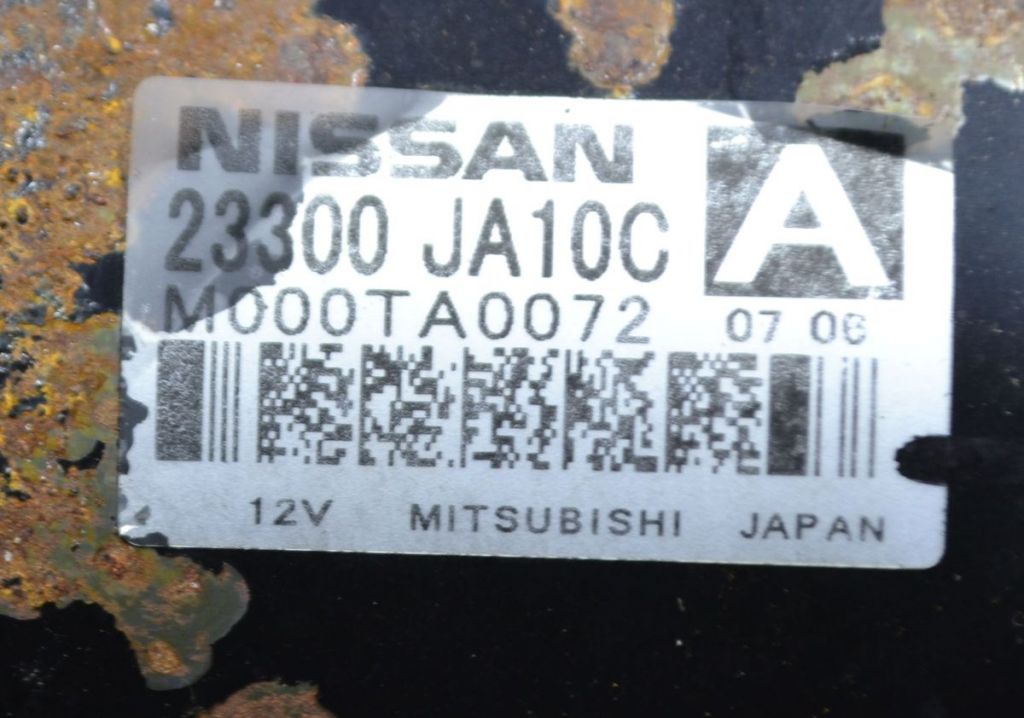 NISSAN
A
23300 JA10C
M000TA0072 07 06
12V MITSUBISHI JAPAN